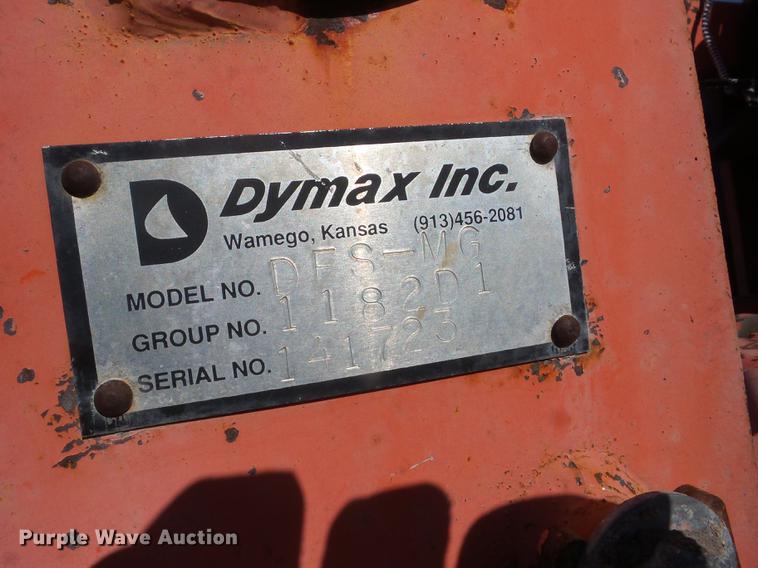 Dymax Inc.
Wamego, Kansas (913)456-2081
MODEL NO. DFS-MG
GROUP NO. 1182D1
SERIAL NO. 141723
Purple Wave Auction